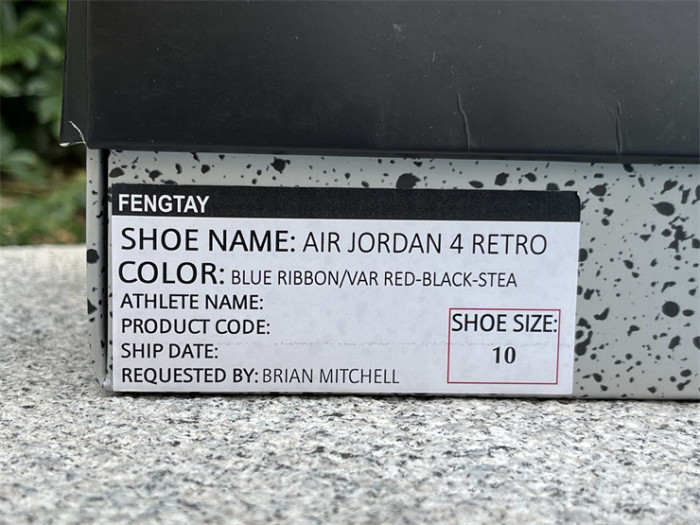 FENGTAY
SHOE NAME: AIR JORDAN 4 RETRO
COLOR: BLUE RIBBON/VAR RED-BLACK-STEA
ATHLETE NAME:
PRODUCT CODE:
SHIP DATE:
REQUESTED BY: BRIAN MITCHELL
SHOE SIZE:
10